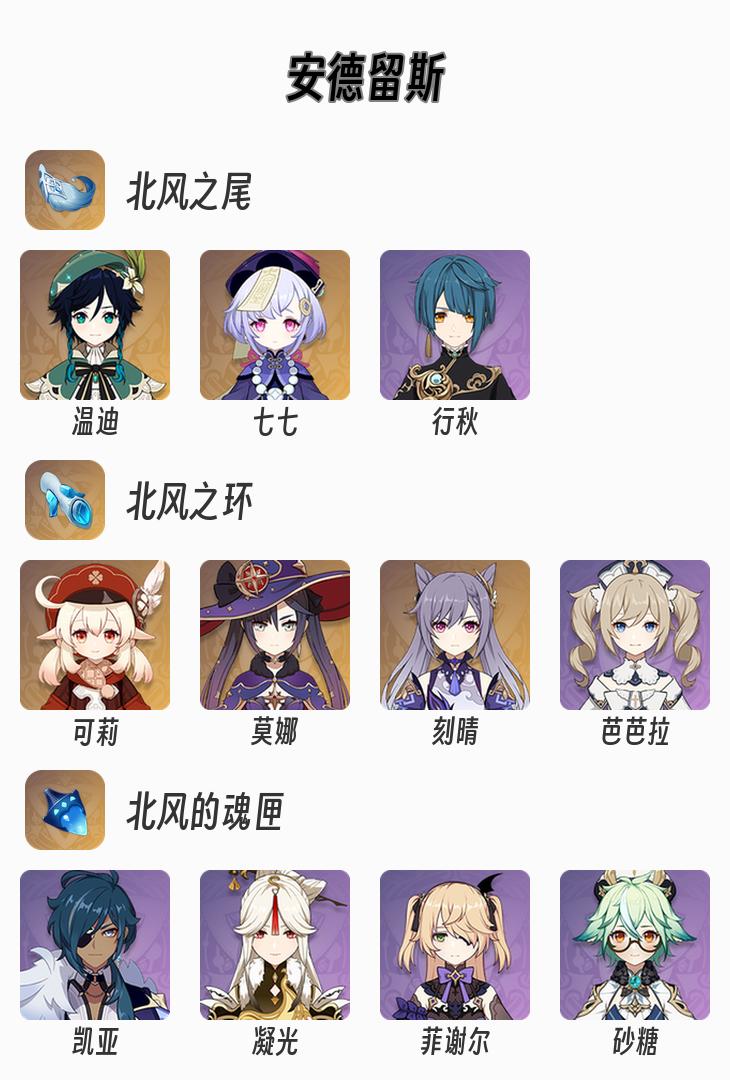 安德留斯
北风之尾
温迪
七七
行秋
北风之环
可莉
莫娜
刻晴
芭芭拉
北风的魂匣
凯亚
凝光
菲谢尔
砂糖